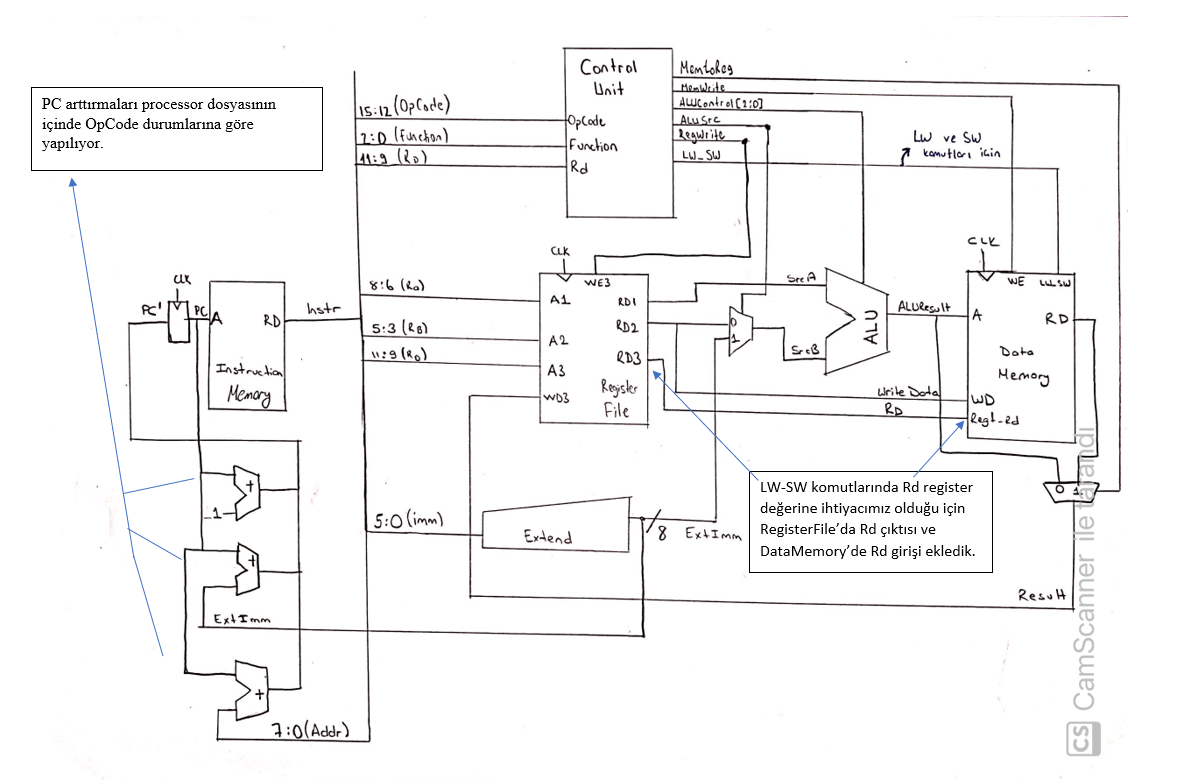 Control
Unit
OpCode
Function
Rd
MemtoReg
MemWrite
ALUControl[2:0]
AluSrc
RegWrite
LW_SW
LW ve SW
komutları için
PC arttırmaları processor dosyasının
içinde OpCode durumlarına göre
yapılıyor.
15:12 (OpCode)
2:0 (Function)
11:9 (RD)
CLK
PC'
PC
A
RD
Instruction
Memory
Instr
8:6 (RA)
5:3 (RB)
11:9 (RD)
CLK
WE3
A1
A2
A3
WD3
RD1
RD2
RD3
Register
File
0
1
SrcA
SrcB
ALU
ALUResult
CLK
WE
LW_SW
A
RD
Data
Memory
WD
Regt-Rd
Write Data
RD
0 1
LW-SW komutlarında Rd register
değerine ihtiyacımız olduğu için
RegisterFile'da Rd çıktısı ve
DataMemory'de Rd girişi ekledik.
+
1
+
ExtImm
+
7:0(Addr)
5:0(imm)
Extend
8
ExtImm
Result
CS CamScanner ile tarandı